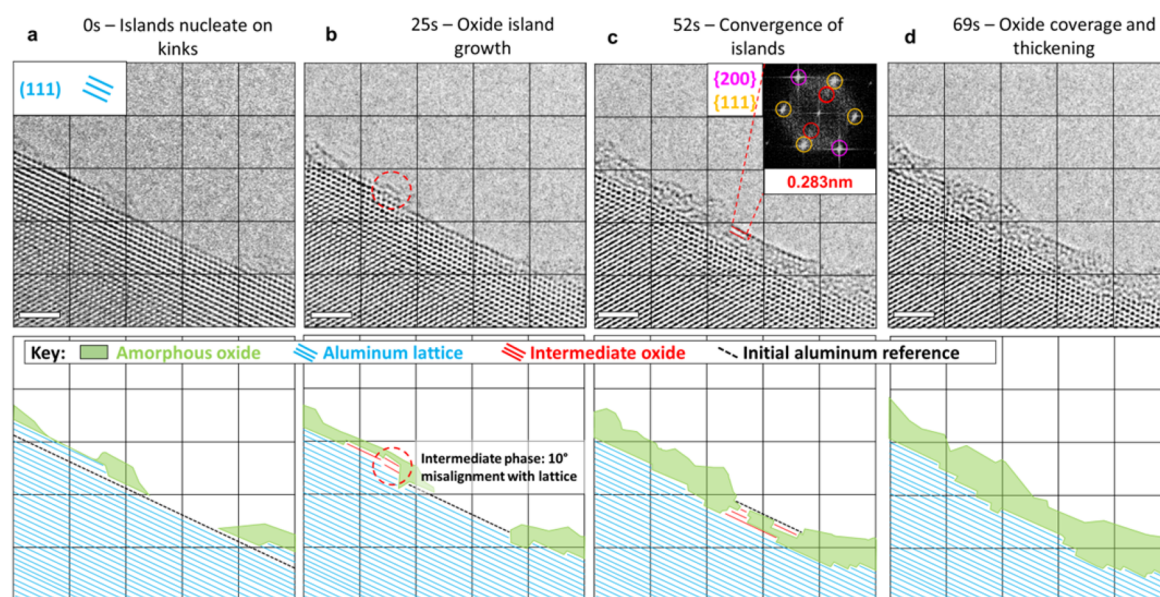 a
0s – Islands nucleate on
kinks
b
25s – Oxide island
growth
c
52s – Convergence of
islands
d
69s – Oxide coverage and
thickening
(111)
{200}
{111}
0.283nm
Key:
Amorphous oxide
Aluminum lattice
Intermediate oxide
Initial aluminum reference
Intermediate phase: 10°
misalignment with lattice